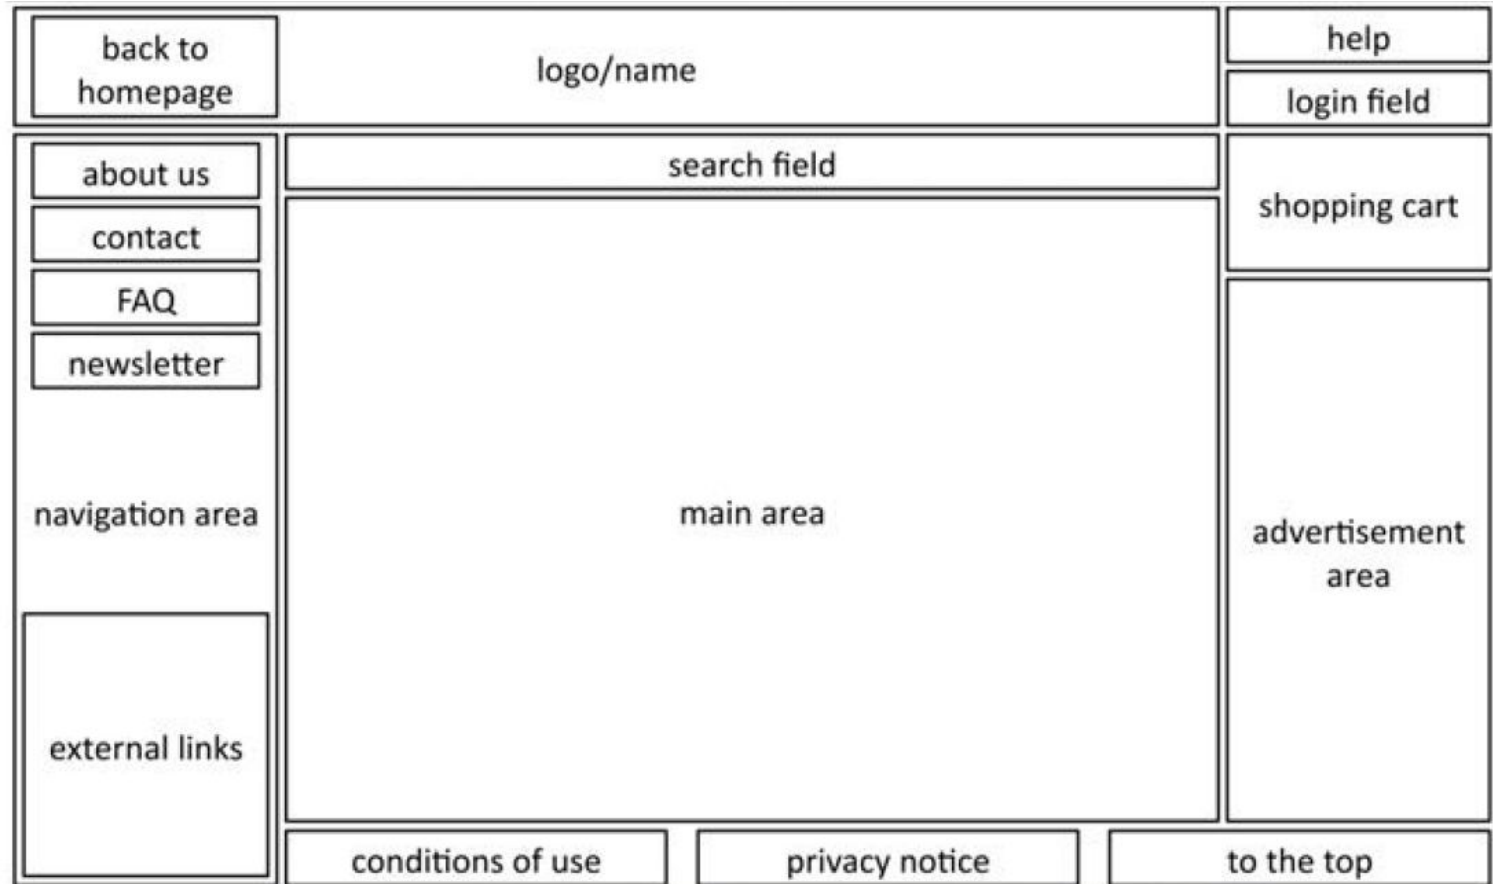 back to
homepage
logo/name
help
login field
about us
contact
FAQ
newsletter
navigation area
external links
search field
main area
shopping cart
advertisement
area
conditions of use
privacy notice
to the top